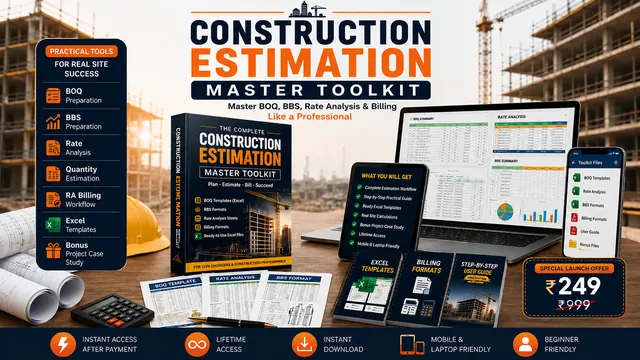 CONSTRUCTION
ESTIMATION
MASTER TOOLKIT
Master BOQ, BBS, Rate Analysis & Billing
Like a Professional
PRACTICAL TOOLS
FOR REAL SITE
SUCCESS
BOQ
Preparation
BBS
Preparation
Rate
Analysis
Quantity
Estimation
RA Billing
Workflow
Excel
Templates
Bonus
Project Case
Study
THE COMPLETE
CONSTRUCTION
ESTIMATION
MASTER TOOLKIT
Plan - Estimate - Bill - Succeed
BOQ Templates (Excel)
BBS Formats
Rate Analysis Sheets
Billing Formats
Ready-to-Use Excel Files
FOR CIVIL ENGINEERS & CONSTRUCTION PROFESSIONALS
BOQ TEMPLATE
RATE ANALYSIS
BBS FORMAT
WHAT YOU WILL GET
Complete Estimation Workflow
Step-by-Step Practical Guide
Ready Excel Templates
Real Site Calculations
Bonus Project Case Study
Lifetime Access
Mobile & Laptop Friendly
BOQ SUMMARY
RATE ANALYSIS
BBS SUMMARY
Toolkit Files
BOQ Templates
Rate Analysis
BBS Formats
Billing Formats
User Guide
Bonus Files
EXCEL
TEMPLATES
BILLING
FORMATS
STEP-BY-STEP
USER GUIDE
SPECIAL LAUNCH OFFER
₹249
₹999
INSTANT ACCESS
AFTER PAYMENT
LIFETIME
ACCESS
INSTANT
DOWNLOAD
MOBILE &
LAPTOP FRIENDLY
BEGINNER
FRIENDLY